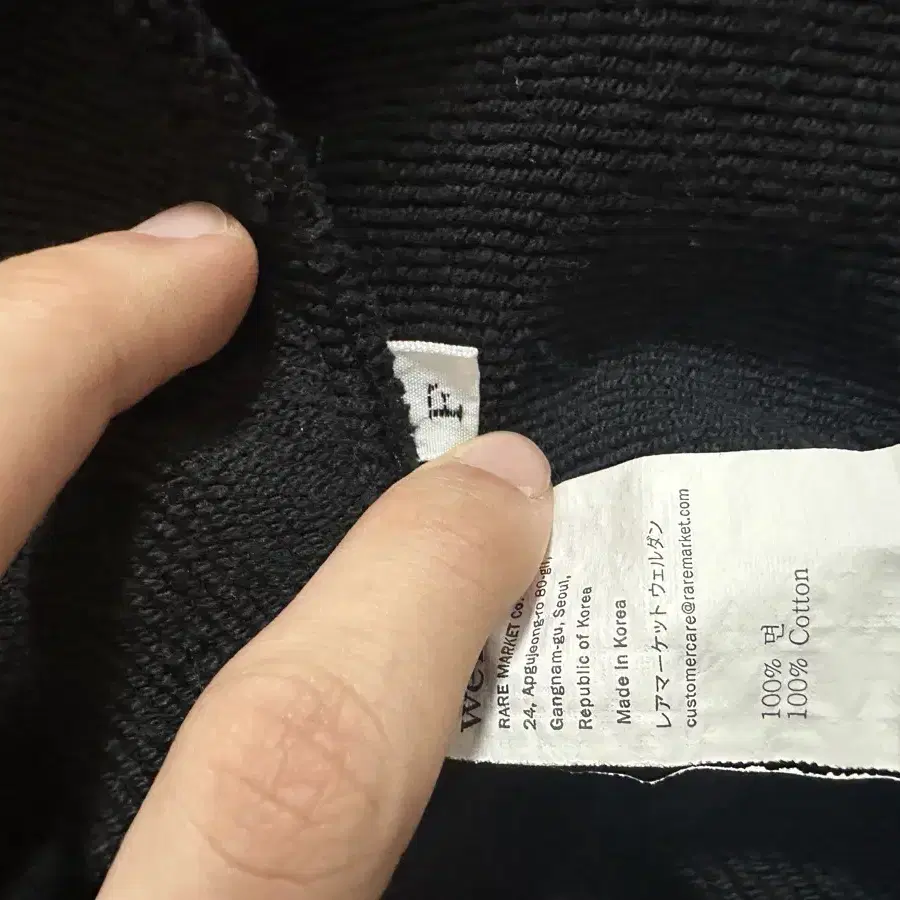 F
we
RARE MARKET Co.
24, Apgujeong-ro 80-gil,
Gangnam-gu, Seoul,
Republic of Korea
Made In Korea
レアマーケット ウェルダン
customercare@raremarket.com
100% 면
100% Cotton